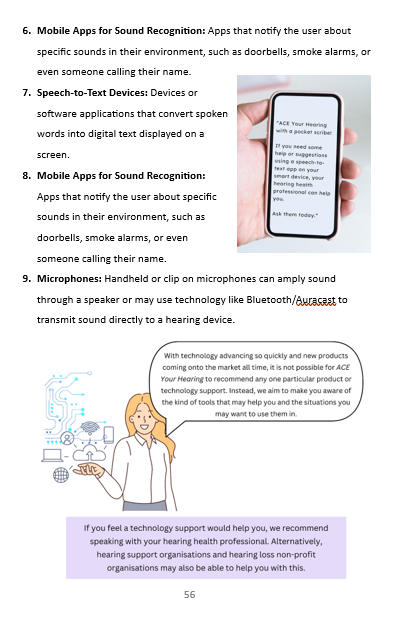 6. Mobile Apps for Sound Recognition: Apps that notify the user about
specific sounds in their environment, such as doorbells, smoke alarms, or
even someone calling their name.
7. Speech-to-Text Devices: Devices or
software applications that convert spoken
words into digital text displayed on a
screen.
"ACE Your Hearing
with a pocket scribe!
If you need some
help or suggestions
using a speech-to-
text app on your
smart device, your
hearing health
professional can help
you.
Ask them today."
8. Mobile Apps for Sound Recognition:
Apps that notify the user about specific
sounds in their environment, such as
doorbells, smoke alarms, or even
someone calling their name.
9. Microphones: Handheld or clip on microphones can amply sound
through a speaker or may use technology like Bluetooth/Auracast to
transmit sound directly to a hearing device.
With technology advancing so quickly and new products
coming onto the market all time, it is not possible for ACE
Your Hearing to recommend any one particular product or
technology support. Instead, we aim to make you aware of
the kind of tools that may help you and the situations you
may want to use them in.
If you feel a technology support would help you, we recommend
speaking with your hearing health professional. Alternatively,
hearing support organisations and hearing loss non-profit
organisations may also be able to help you with this.
56